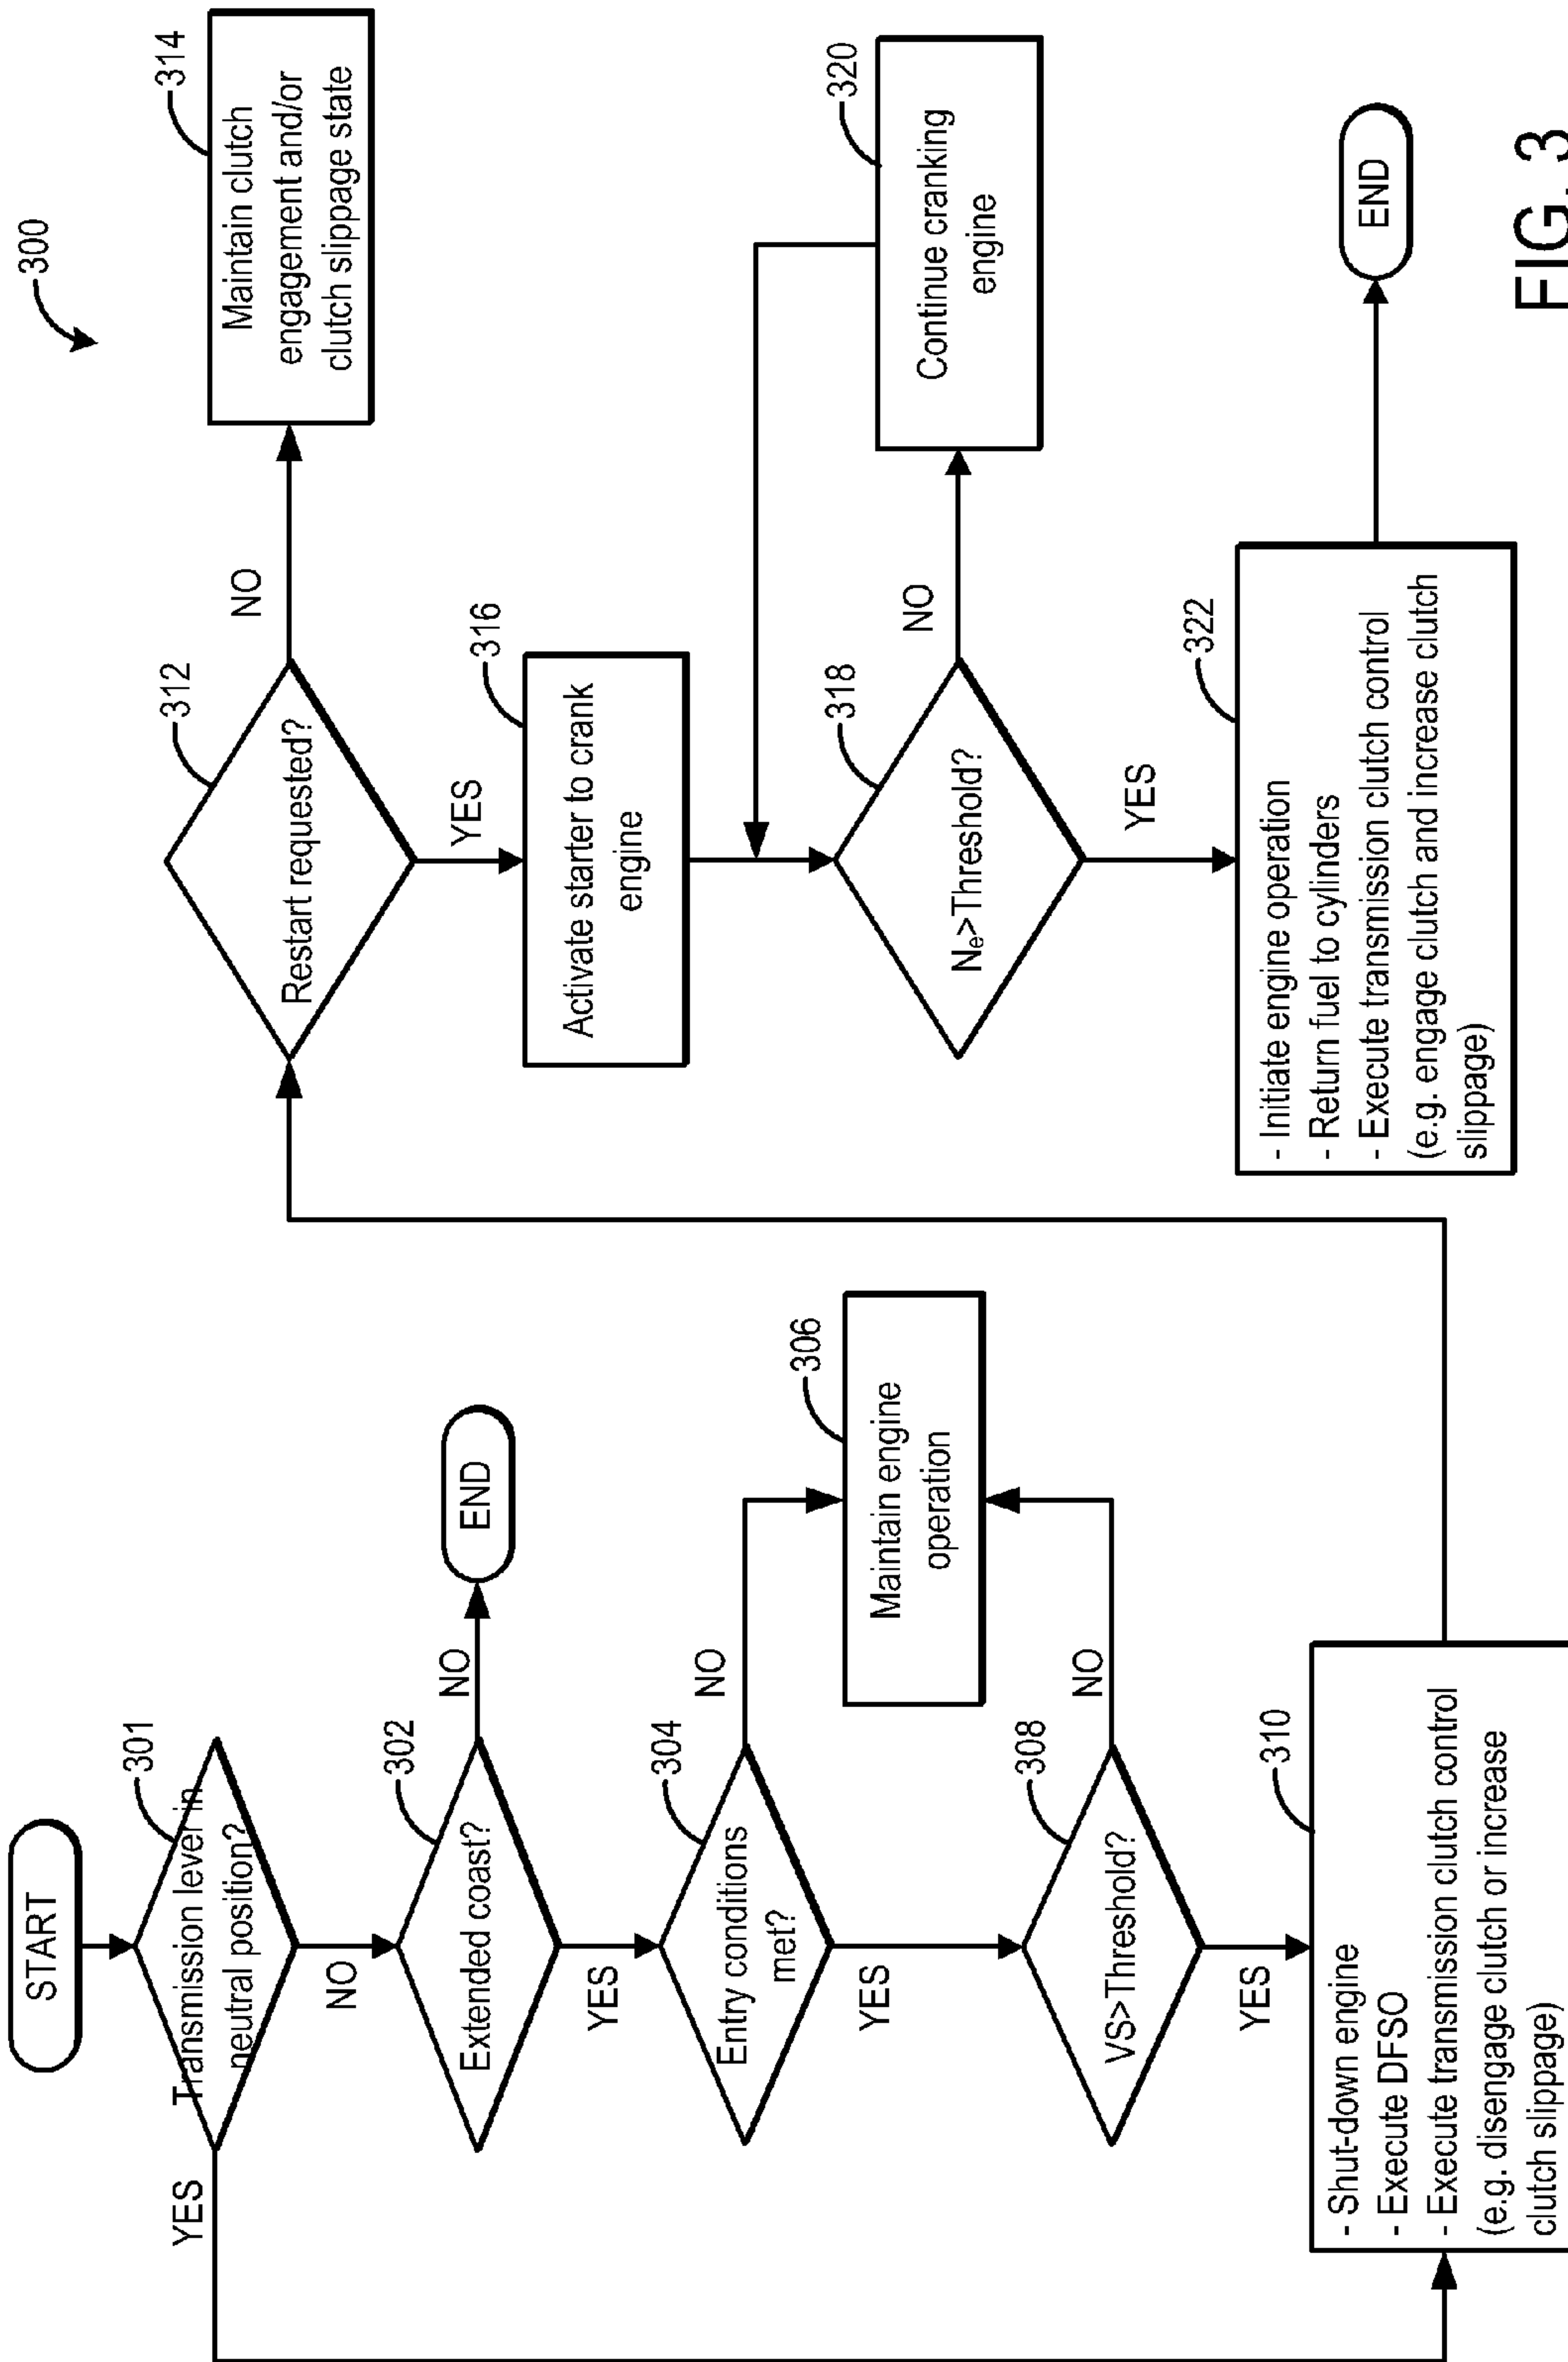 300
START
301
Transmission lever in
neutral position?
YES
NO
302
Extended coast?
NO
END
YES
304
Entry conditions
met?
NO
YES
306
Maintain engine
operation
308
VS>Threshold?
NO
YES
310
- Shut-down engine
- Execute DFSO
- Execute transmission clutch control
(e.g. disengage clutch or increase
clutch slippage)
312
Restart requested?
NO
314
Maintain clutch
engagement and/or
clutch slippage state
YES
316
Activate starter to crank
engine
318
Ne>Threshold?
NO
320
Continue cranking
engine
YES
322
- Initiate engine operation
- Return fuel to cylinders
- Execute transmission clutch control
(e.g. engage clutch and increase clutch
slippage)
END
FIG. 3